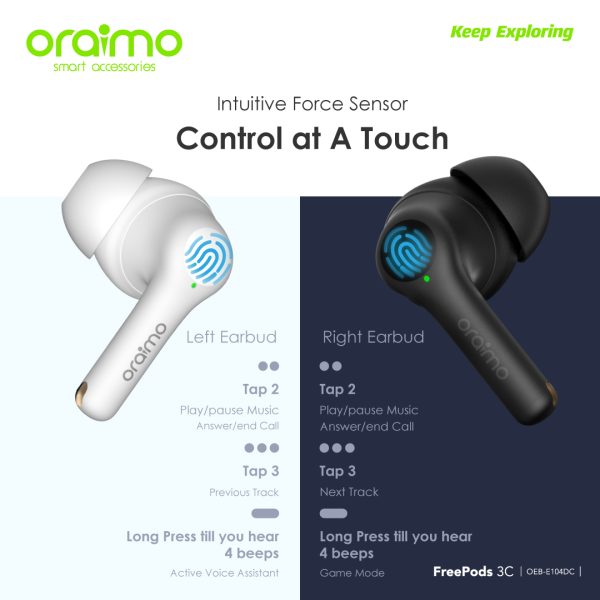 oraimo
smart accessories
Keep Exploring
Intuitive Force Sensor
Control at A Touch
oraimo
oraimo
Left Earbud
Tap 2
Play/pause Music
Answer/end Call
Tap 3
Previous Track
Long Press till you hear
4 beeps
Active Voice Assistant
Right Earbud
Tap 2
Play/pause Music
Answer/end Call
Tap 3
Next Track
Long Press till you hear
4 beeps
Game Mode
FreePods 3C | OEB-E104DC |